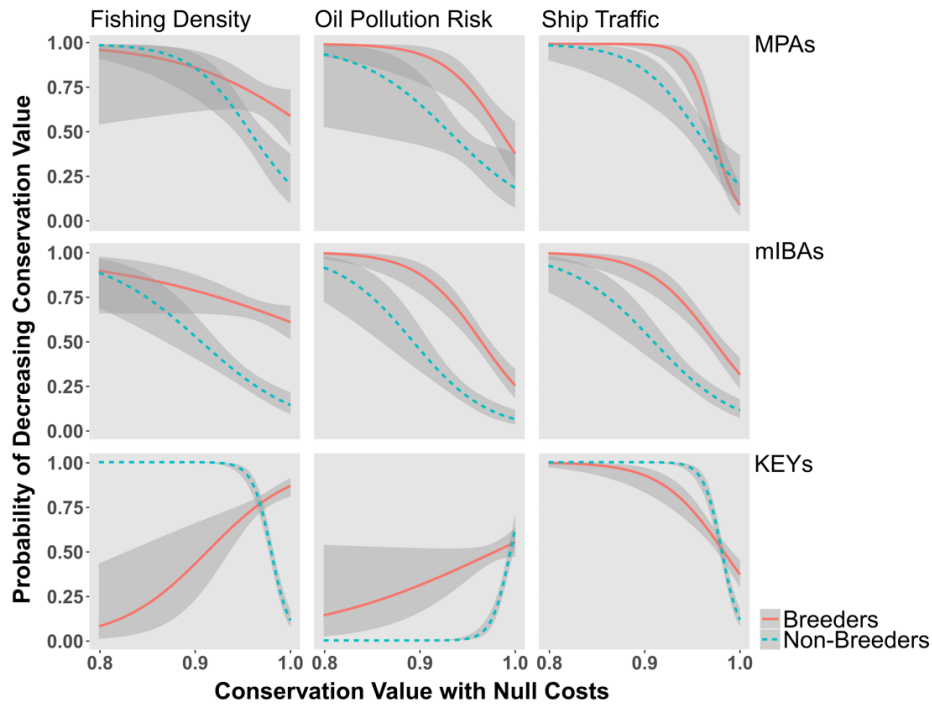 Fishing Density Oil Pollution Risk Ship Traffic
MPAs
1.00
0.75
0.50
0.25
0.00
mIBAs
1.00
0.75
0.50
0.25
0.00
KEYs
1.00
0.75
0.50
0.25
0.00
Probability of Decreasing Conservation Value
Breeders
Non-Breeders
0.8 0.9 1.0 0.8 0.9 1.0 0.8 0.9 1.0
Conservation Value with Null Costs